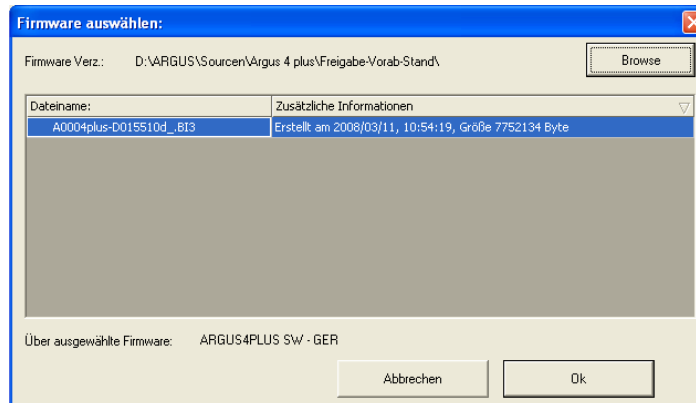 Firmware auswählen:
Firmware Verz.: D:\ARGUS\Sourcen\Argus 4 plus\Freigabe-Vorab-Stand\ Browse
Dateiname: Zusätzliche Informationen
A0004plus-D015510d_.BI3 Erstellt am 2008/03/11, 10:54:19, Größe 7752134 Byte
Über ausgewählte Firmware: ARGUS4PLUS SW - GER
Abbrechen Ok